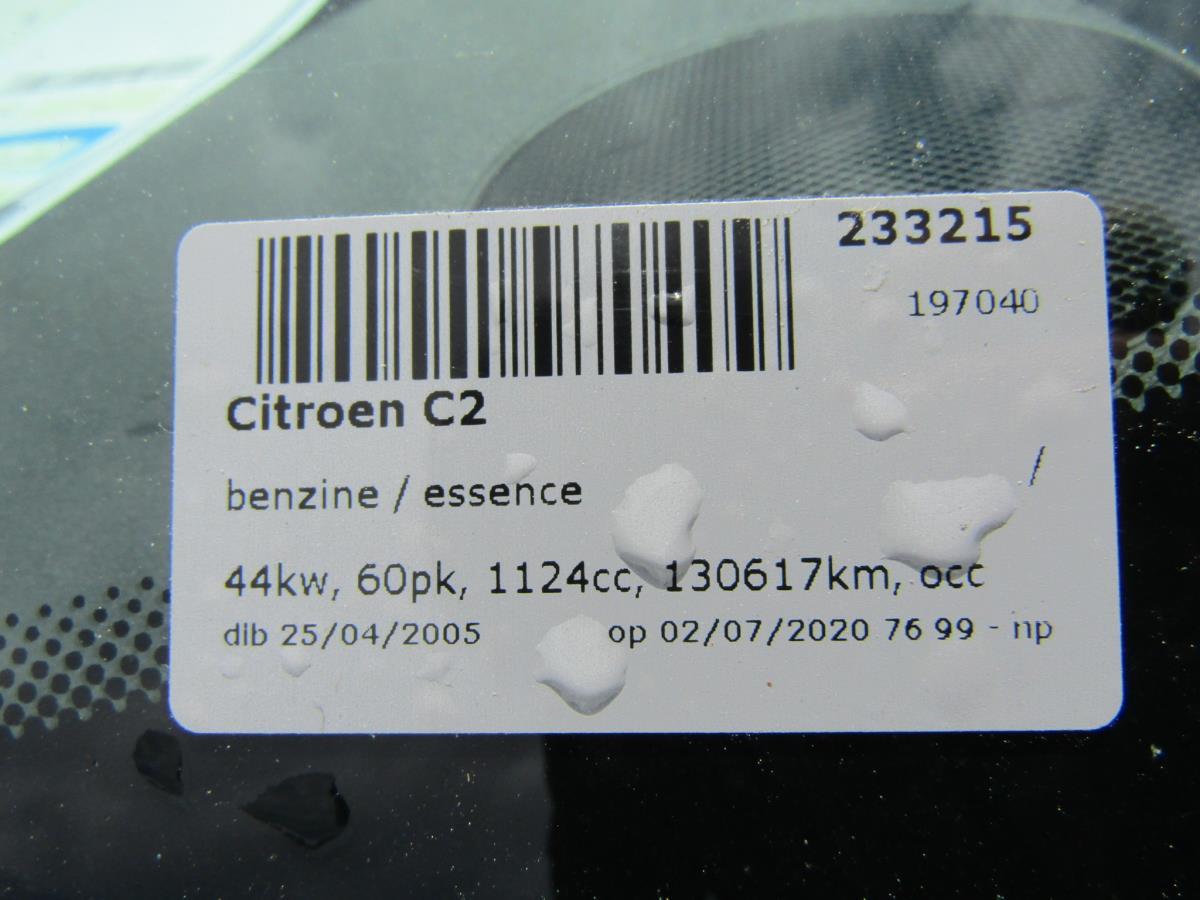 233215
197040
Citroen C2
benzine / essence
/
44kw, 60pk, 1124cc, 130617km, occ
dib 25/04/2005 op 02/07/2020 76 99 - np